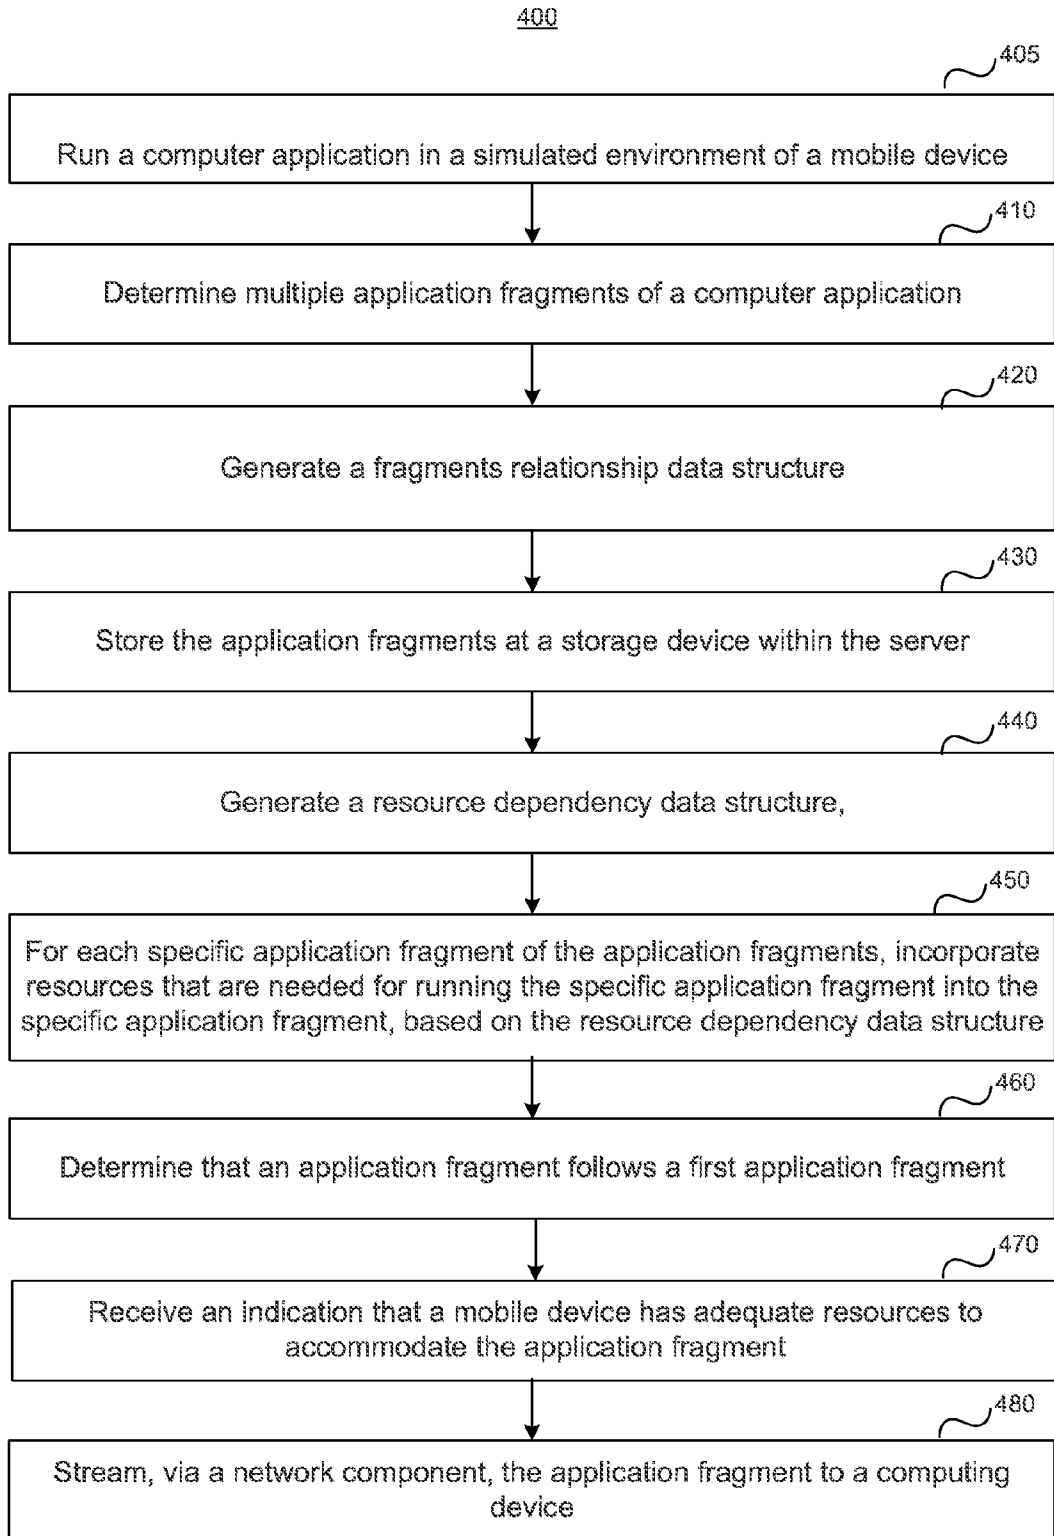 400
405
Run a computer application in a simulated environment of a mobile device
410
Determine multiple application fragments of a computer application
420
Generate a fragments relationship data structure
430
Store the application fragments at a storage device within the server
440
Generate a resource dependency data structure,
450
For each specific application fragment of the application fragments, incorporate
resources that are needed for running the specific application fragment into the
specific application fragment, based on the resource dependency data structure
460
Determine that an application fragment follows a first application fragment
470
Receive an indication that a mobile device has adequate resources to
accommodate the application fragment
480
Stream, via a network component, the application fragment to a computing
device